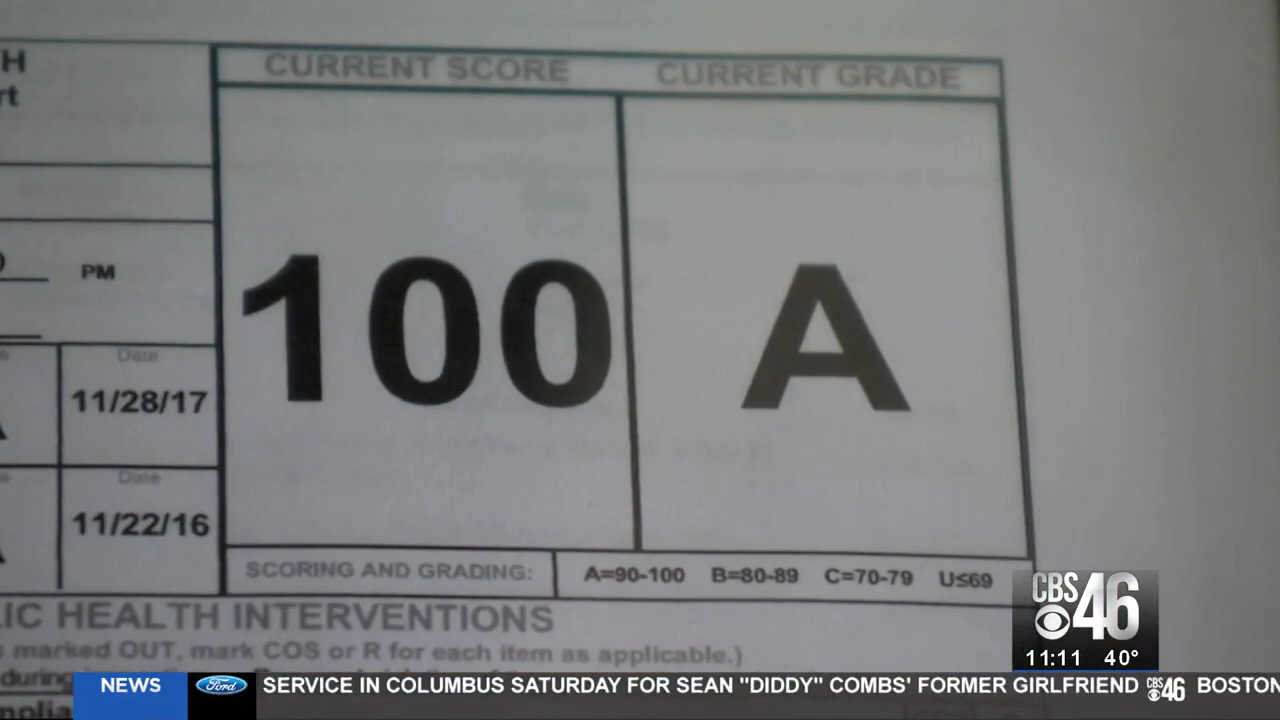 TH
rt
CURRENT SCORE
CURRENT GRADE
PM
100
A
Date
11/28/17
Date
11/22/16
SCORING AND GRADING:
A=90-100 B=80-89 C=70-79 U≤69
LIC HEALTH INTERVENTIONS
s marked OUT, mark COS or R for each item as applicable.)
during
CBS 46
11:11 40°
NEWS
Ford
SERVICE IN COLUMBUS SATURDAY FOR SEAN "DIDDY" COMBS' FORMER GIRLFRIEND CBS 46 BOSTON